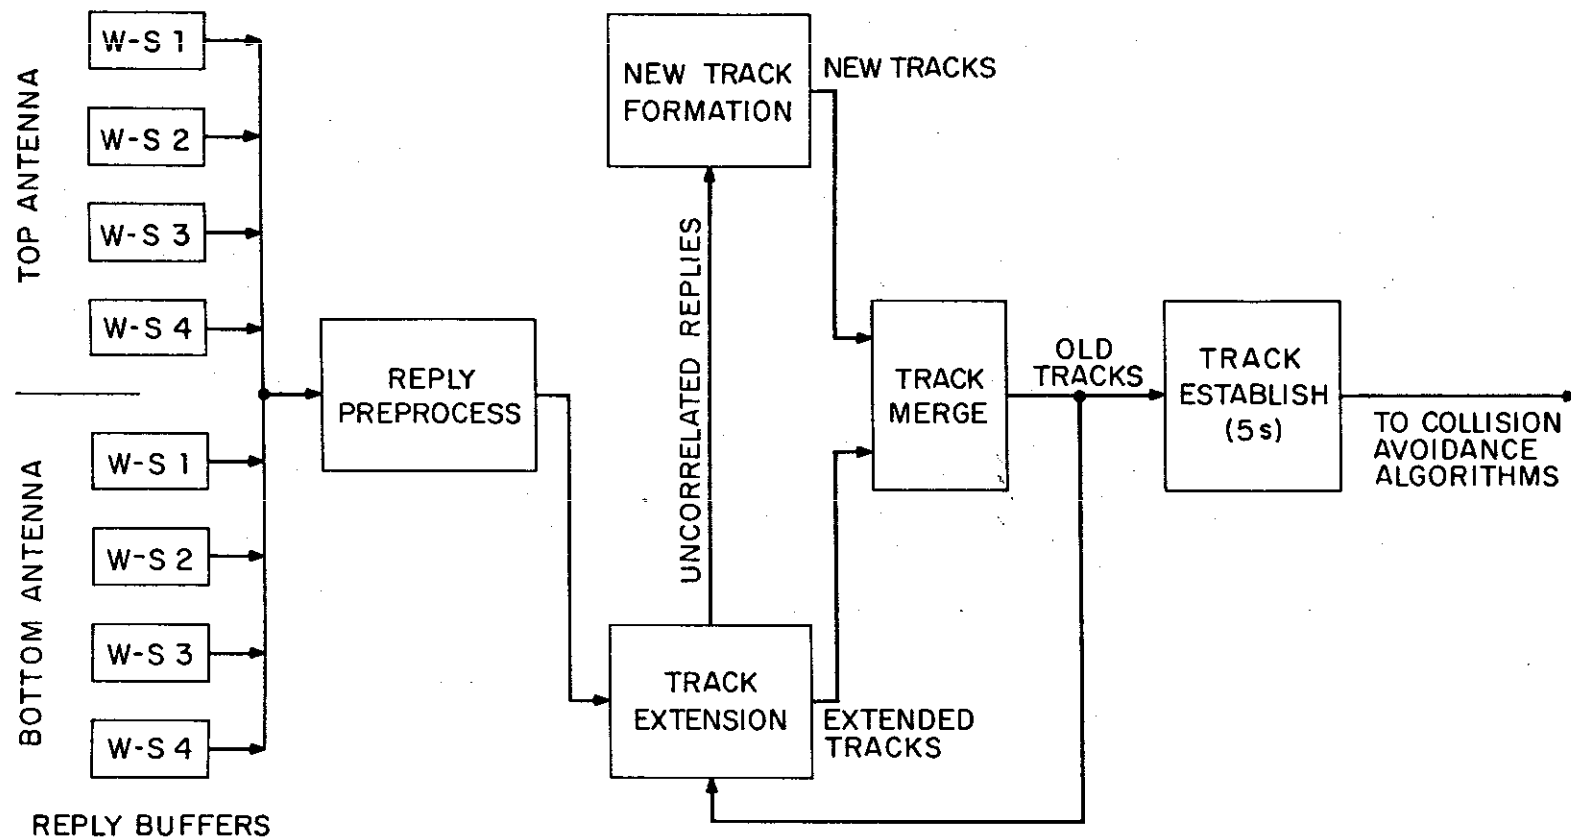 TOP ANTENNA
W-S 1
W-S 2
W-S 3
W-S 4
BOTTOM ANTENNA
W-S 1
W-S 2
W-S 3
W-S 4
REPLY BUFFERS
REPLY
PREPROCESS
NEW TRACK
FORMATION
NEW TRACKS
UNCORRELATED REPLIES
TRACK
EXTENSION
EXTENDED
TRACKS
TRACK
MERGE
OLD
TRACKS
TRACK
ESTABLISH
(5s)
TO COLLISION
AVOIDANCE
ALGORITHMS